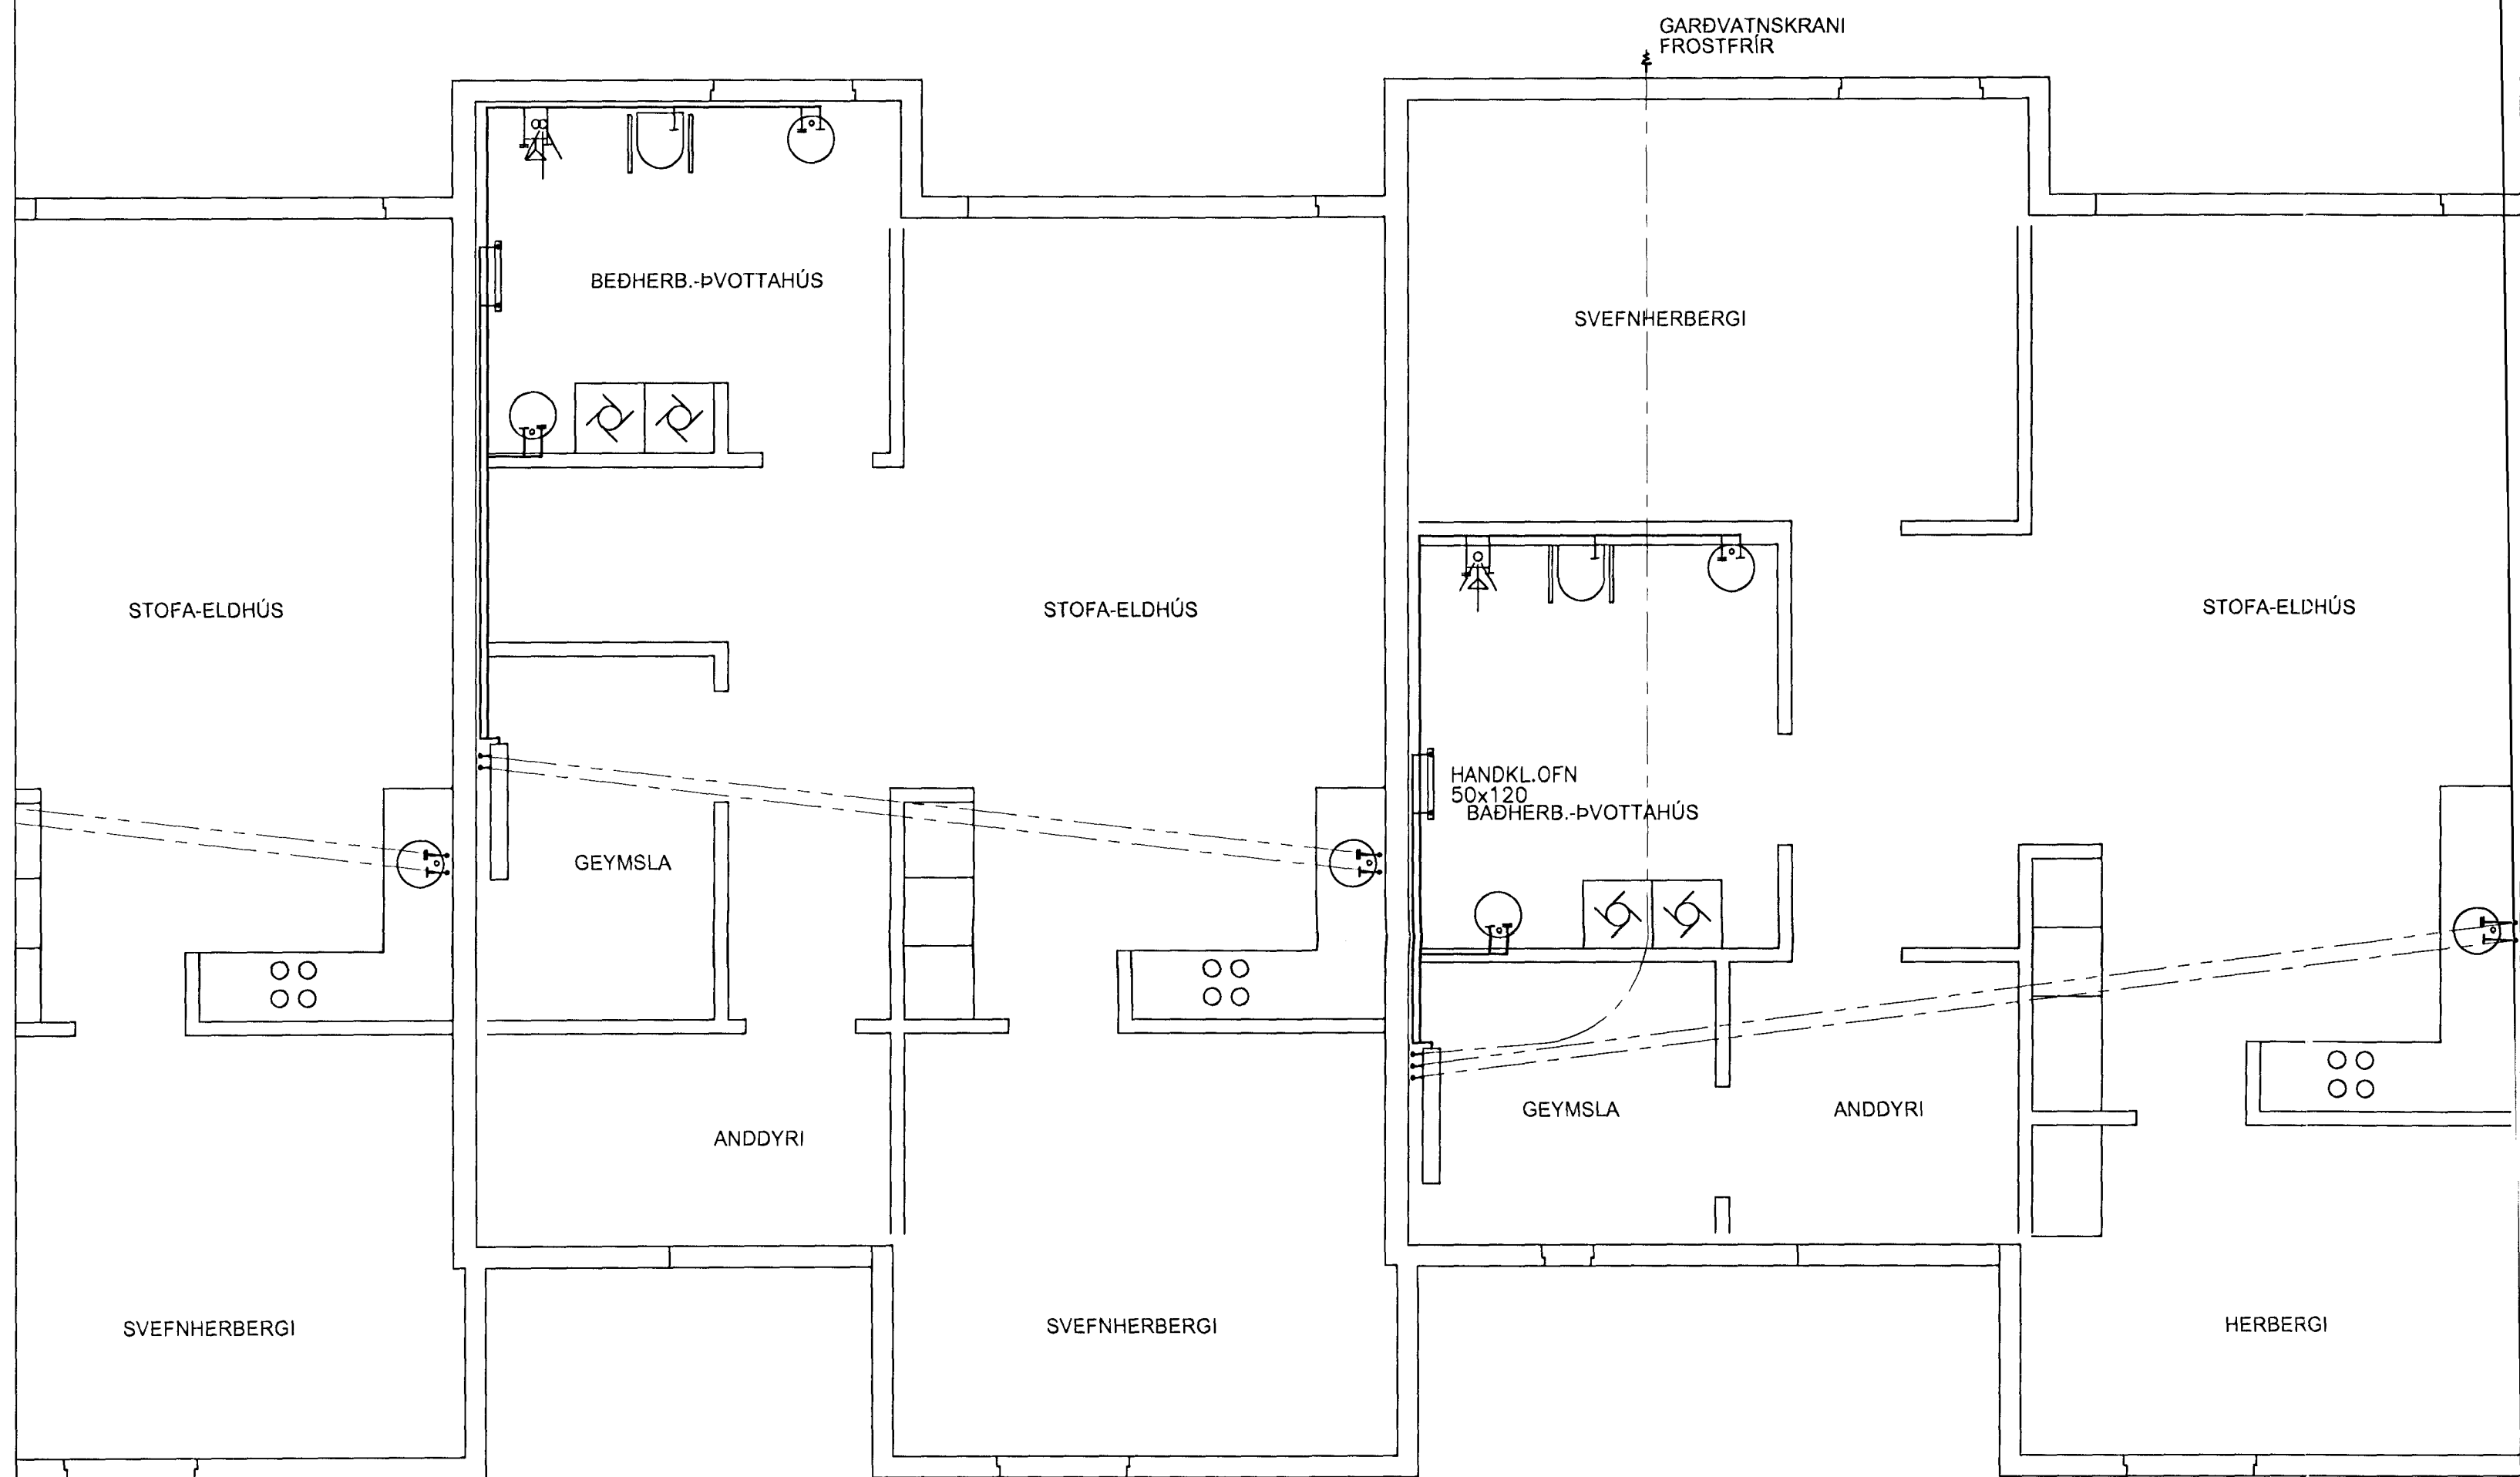 GARÐVATNSKRANI
FROSTFRÍR
BEÐHERB.-ÞVOTTAHÚS
SVEFNHERBERGI
STOFA-ELDHÚS
STOFA-ELDHÚS
STOFA-ELDHÚS
HANDKL.OFN
50x120
BAÐHERB.-ÞVOTTAHÚS
GEYMSLA
GEYMSLA
ANDDYRI
ANDDYRI
SVEFNHERBERGI
SVEFNHERBERGI
HERBERGI